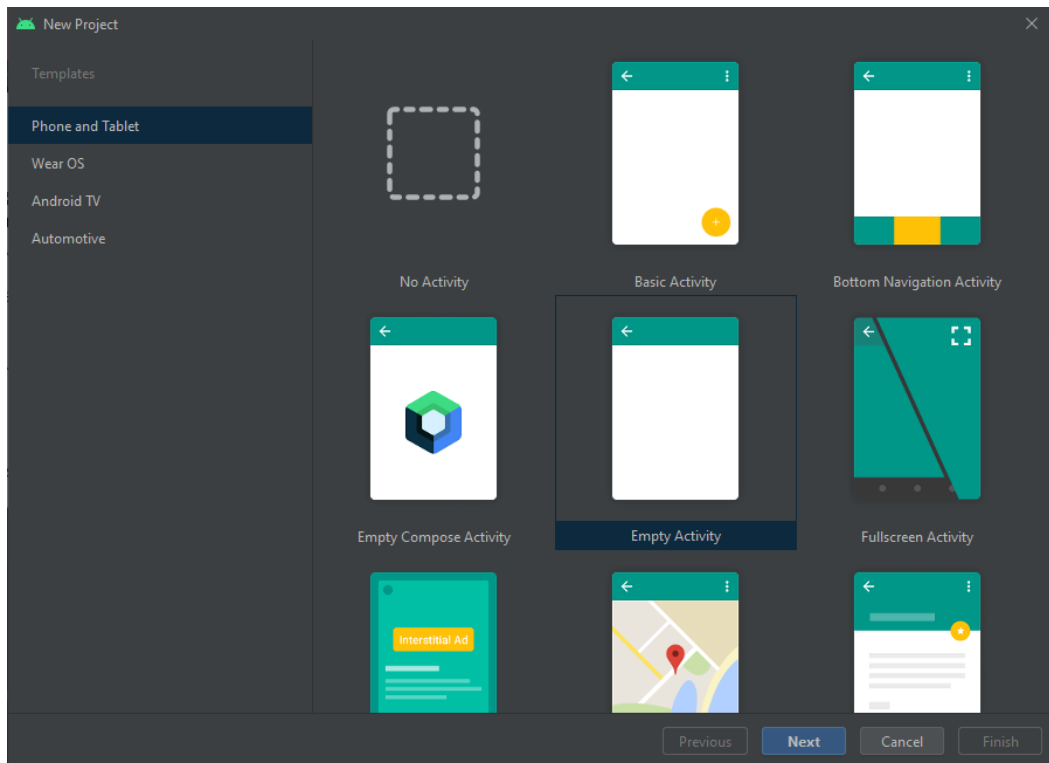 New Project
Templates
Phone and Tablet
Wear OS
Android TV
Automotive
No Activity
Basic Activity
Bottom Navigation Activity
Empty Compose Activity
Empty Activity
Fullscreen Activity
Interstitial Ad
Previous
Next
Cancel
Finish